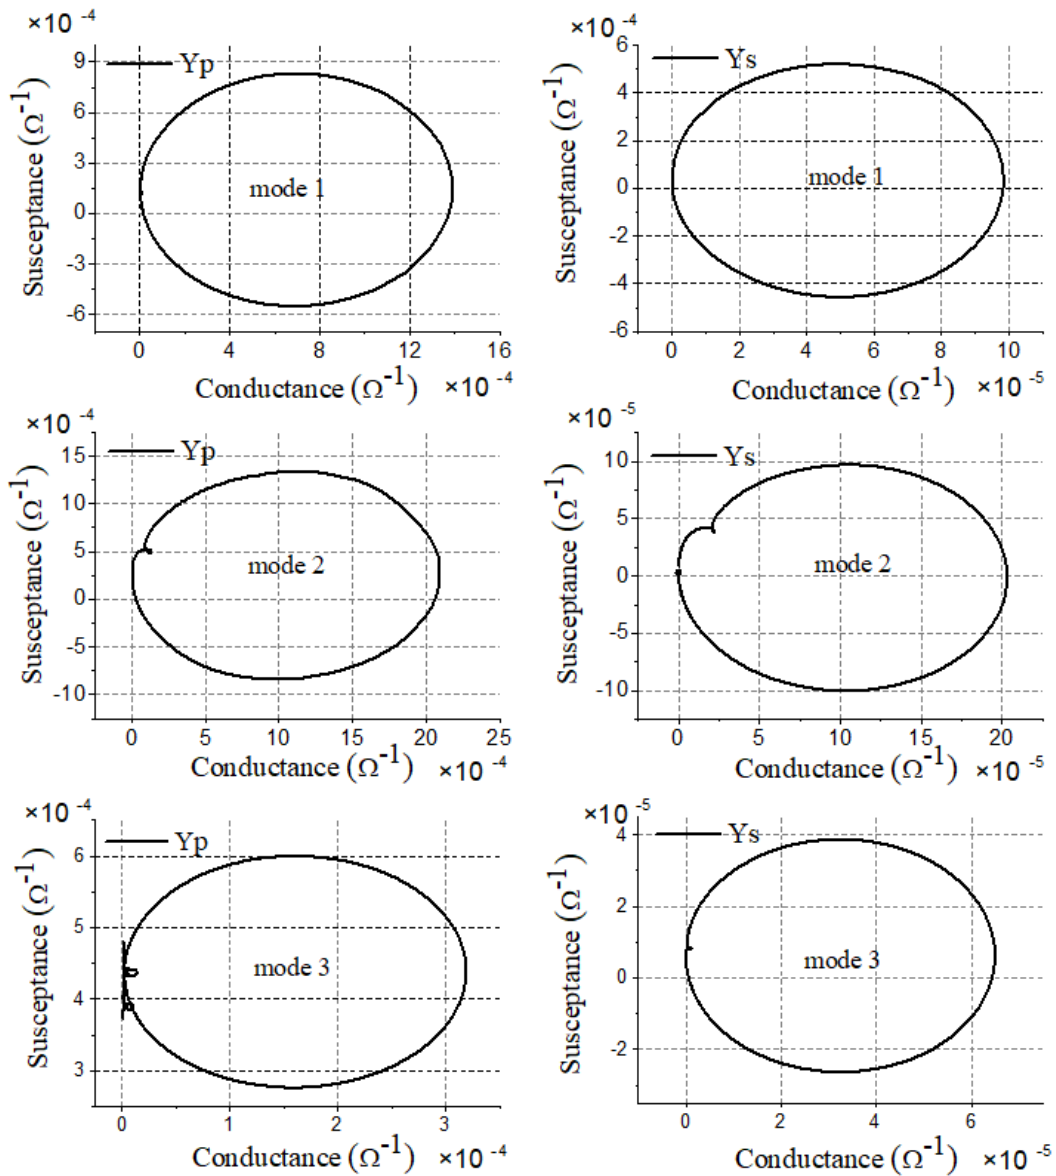 ×10 -4
Susceptance (Ω-1)
9
6
3
0
-3
-6
Yp
mode 1
0 4 8 12 16
Conductance (Ω-1) ×10 -4
×10 -4
Susceptance (Ω-1)
6
4
2
0
-2
-4
-6
Ys
mode 1
0 2 4 6 8 10
Conductance (Ω-1) ×10 -5
×10 -4
Susceptance (Ω-1)
15
10
5
0
-5
-10
Yp
mode 2
0 5 10 15 20 25
Conductance (Ω-1) ×10 -4
×10 -5
Susceptance (Ω-1)
10
5
0
-5
-10
Ys
mode 2
0 5 10 15 20
Conductance (Ω-1) ×10 -5
×10 -4
Susceptance (Ω-1)
6
5
4
3
Yp
mode 3
0 1 2 3
Conductance (Ω-1) ×10 -4
×10 -5
Susceptance (Ω-1)
4
2
0
-2
Ys
mode 3
0 2 4 6
Conductance (Ω-1) ×10 -5